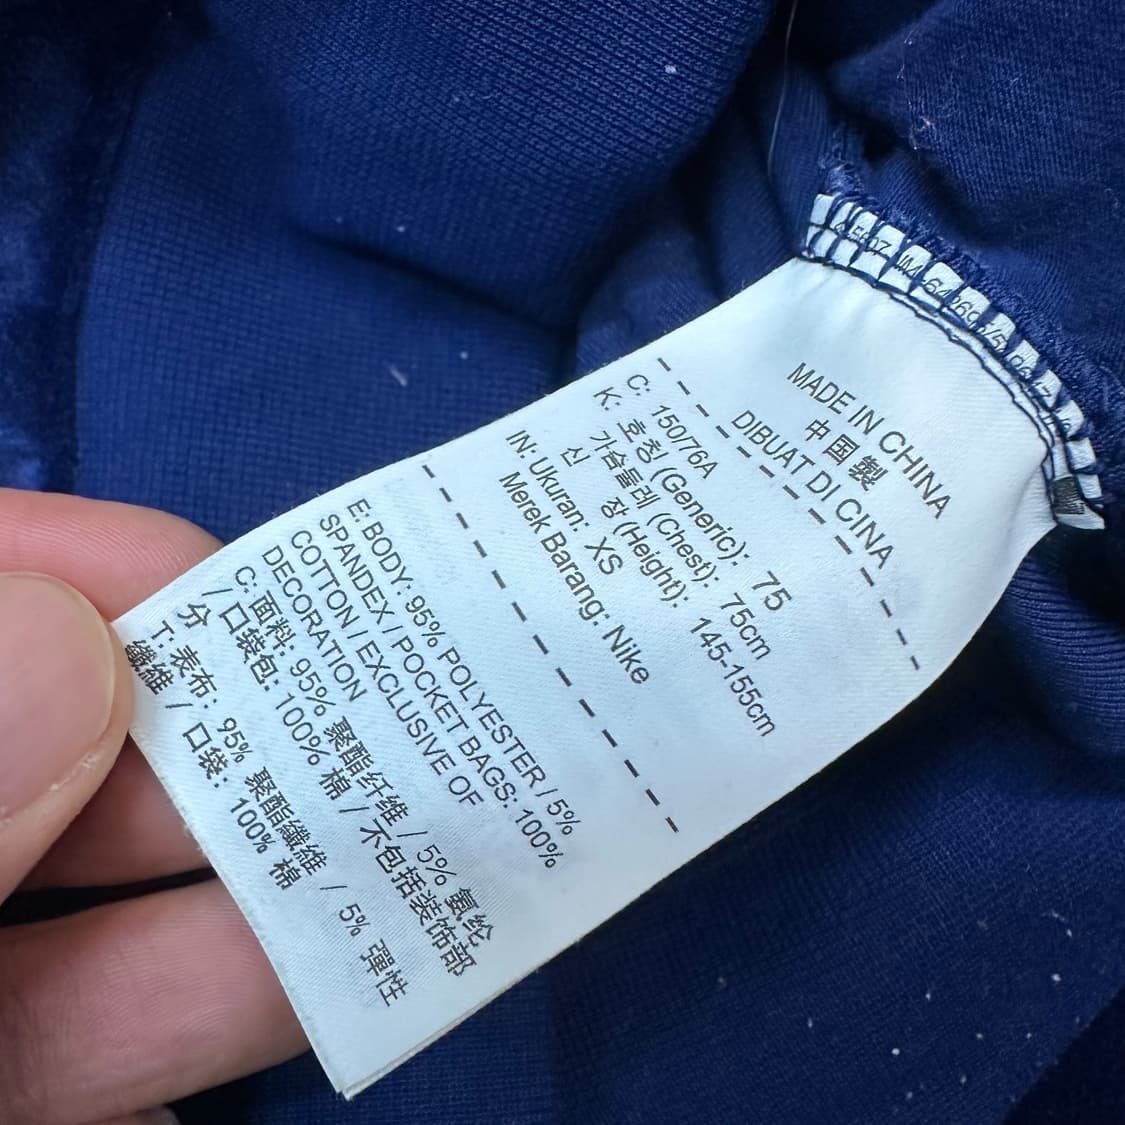 MADE IN CHINA
中国製
DIBUAT DI CINA
C: 150/76A
K: 호칭 (Generic): 75
가슴둘레 (Chest): 75cm
신 장 (Height): 145-155cm
IN: Ukuran: XS
Merek Barang: Nike
E: BODY: 95% POLYESTER / 5%
SPANDEX / POCKET BAGS: 100%
COTTON / EXCLUSIVE OF
DECORATION
C: 面料: 95% 聚酯纤维 / 5% 氨纶
/ 口袋包: 100% 棉 / 不包括装饰部
分
T: 表布: 95% 聚酯纖維 / 5% 彈性
纖維 / 口袋: 100% 棉